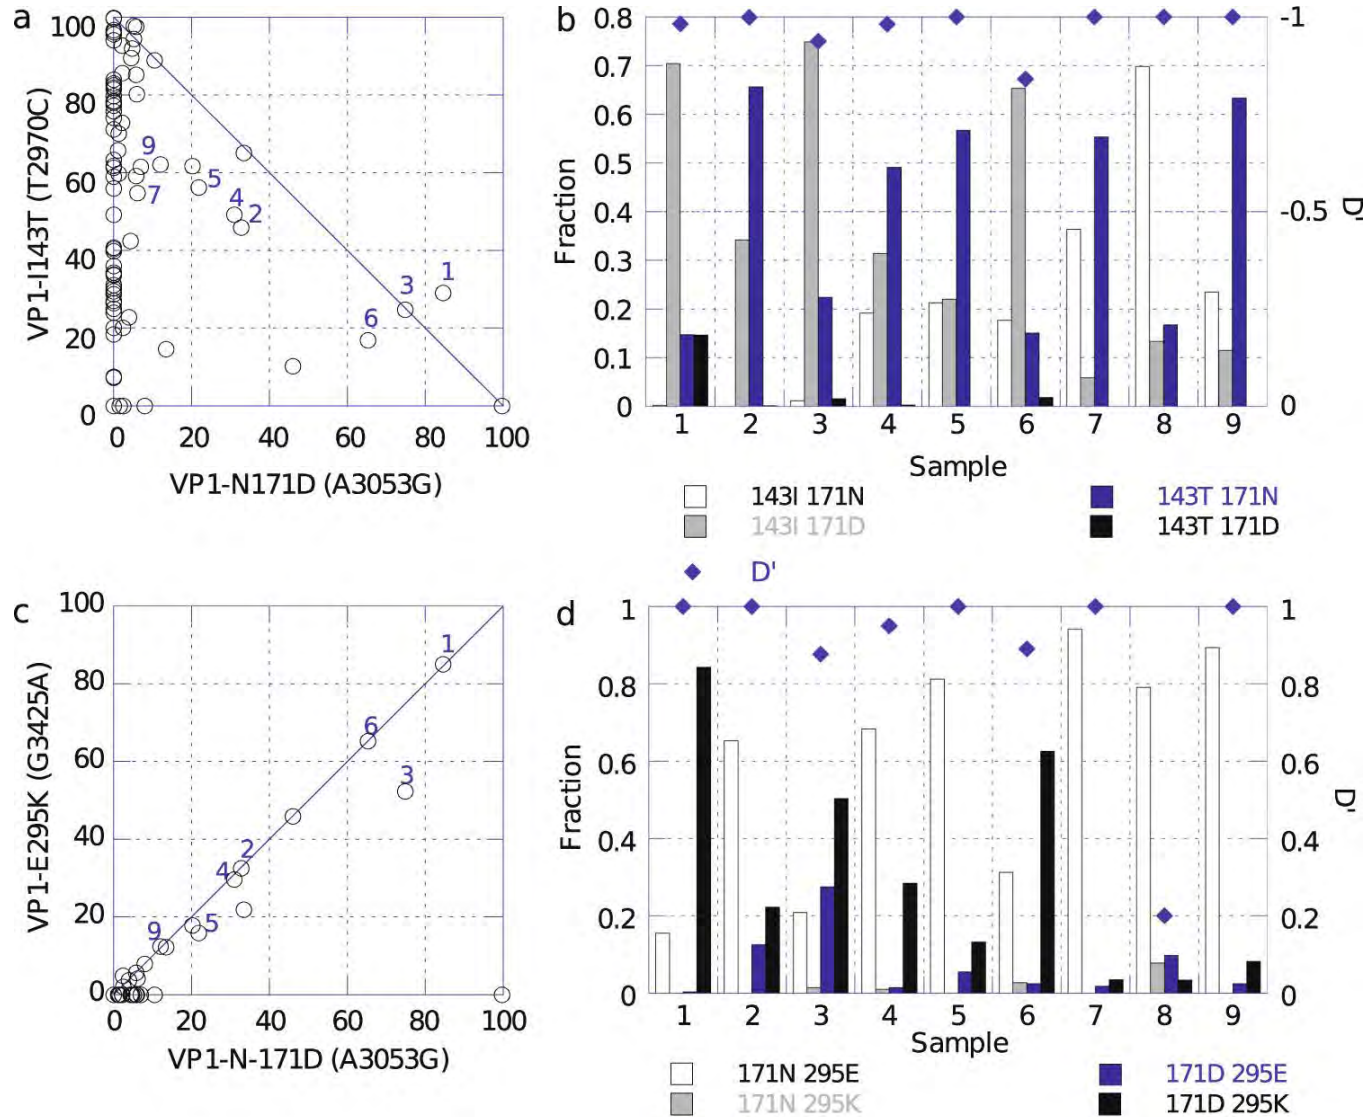 a
VP1-I143T (T2970C)
100
80
60
40
20
0
9
7
5
4
2
3
1
6
0 20 40 60 80 100
VP1-N171D (A3053G)
b
Fraction
0.8
0.7
0.6
0.5
0.4
0.3
0.2
0.1
0
-1
-0.5
0
D'
1 2 3 4 5 6 7 8 9
Sample
143I 171N
143I 171D
143T 171N
143T 171D
D'
c
VP1-E295K (G3425A)
100
80
60
40
20
0
1
6
3
2
4
9
5
0 20 40 60 80 100
VP1-N-171D (A3053G)
d
Fraction
1
0.8
0.6
0.4
0.2
0
1
0.8
0.6
0.4
0.2
0
D'
1 2 3 4 5 6 7 8 9
Sample
171N 295E
171N 295K
171D 295E
171D 295K